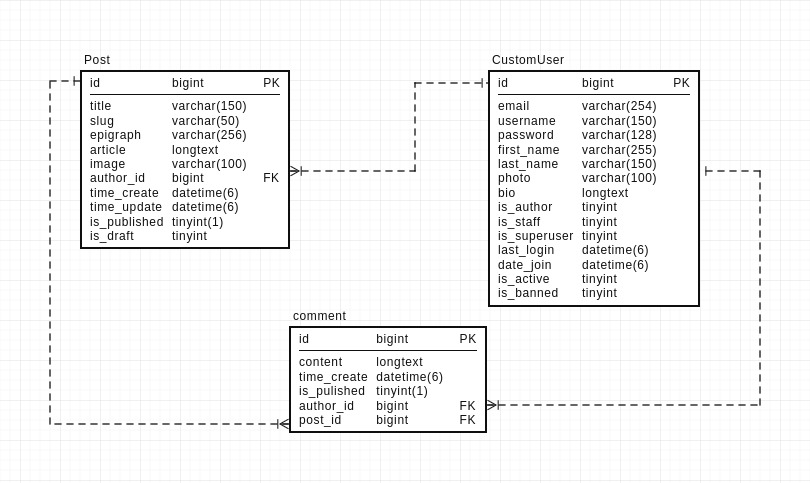 Post
id bigint PK
title varchar(150)
slug varchar(50)
epigraph varchar(256)
article longtext
image varchar(100)
author_id bigint FK
time_create datetime(6)
time_update datetime(6)
is_published tinyint(1)
is_draft tinyint
CustomUser
id bigint PK
email varchar(254)
username varchar(150)
password varchar(128)
first_name varchar(255)
last_name varchar(150)
photo varchar(100)
bio longtext
is_author tinyint
is_staff tinyint
is_superuser tinyint
last_login datetime(6)
date_join datetime(6)
is_active tinyint
is_banned tinyint
comment
id bigint PK
content longtext
time_create datetime(6)
is_pulished tinyint(1)
author_id bigint FK
post_id bigint FK